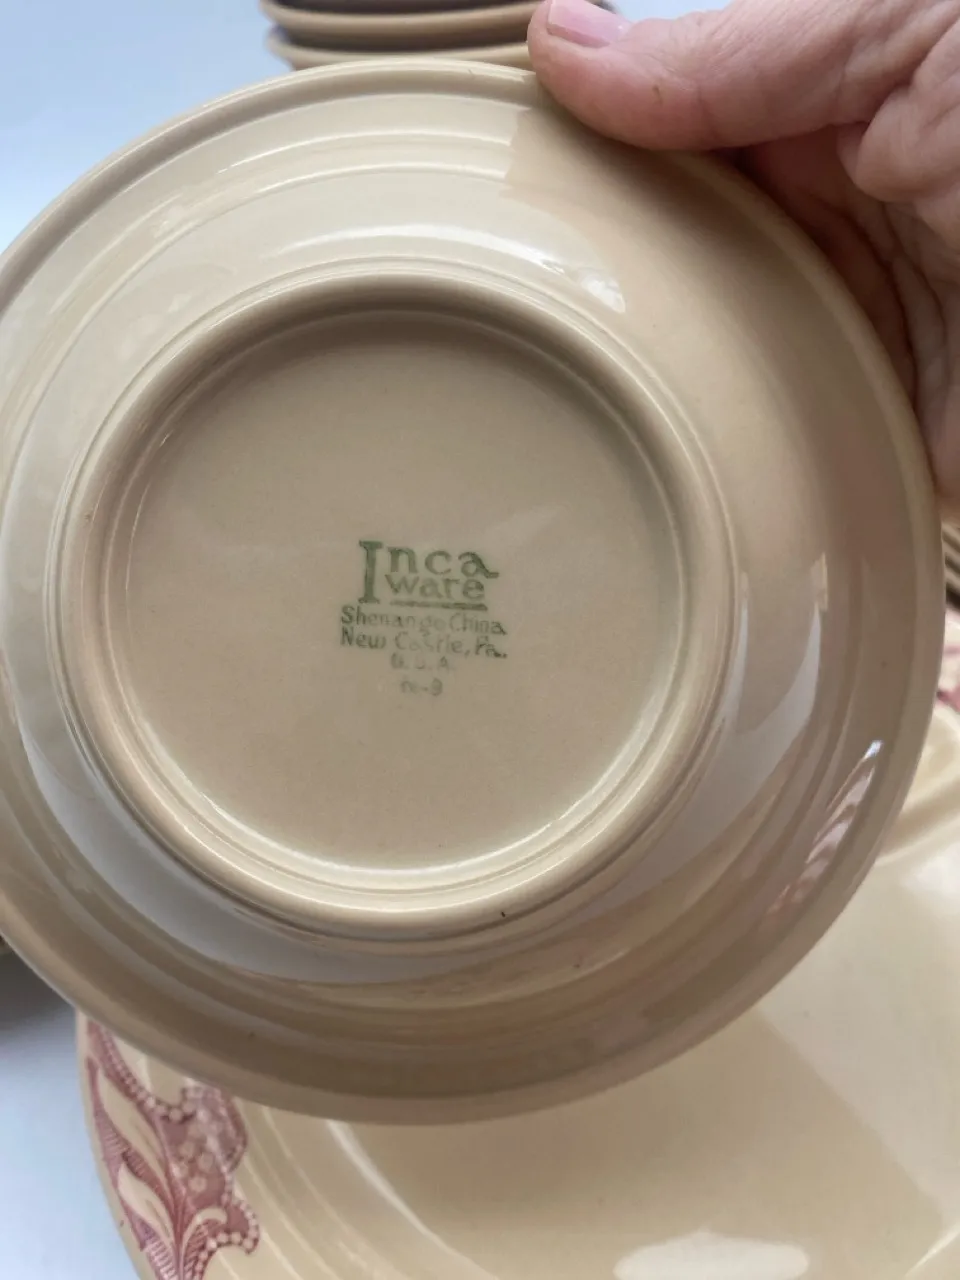 Inca
ware
Shenango China
New Castle, Pa.
U.S.A.